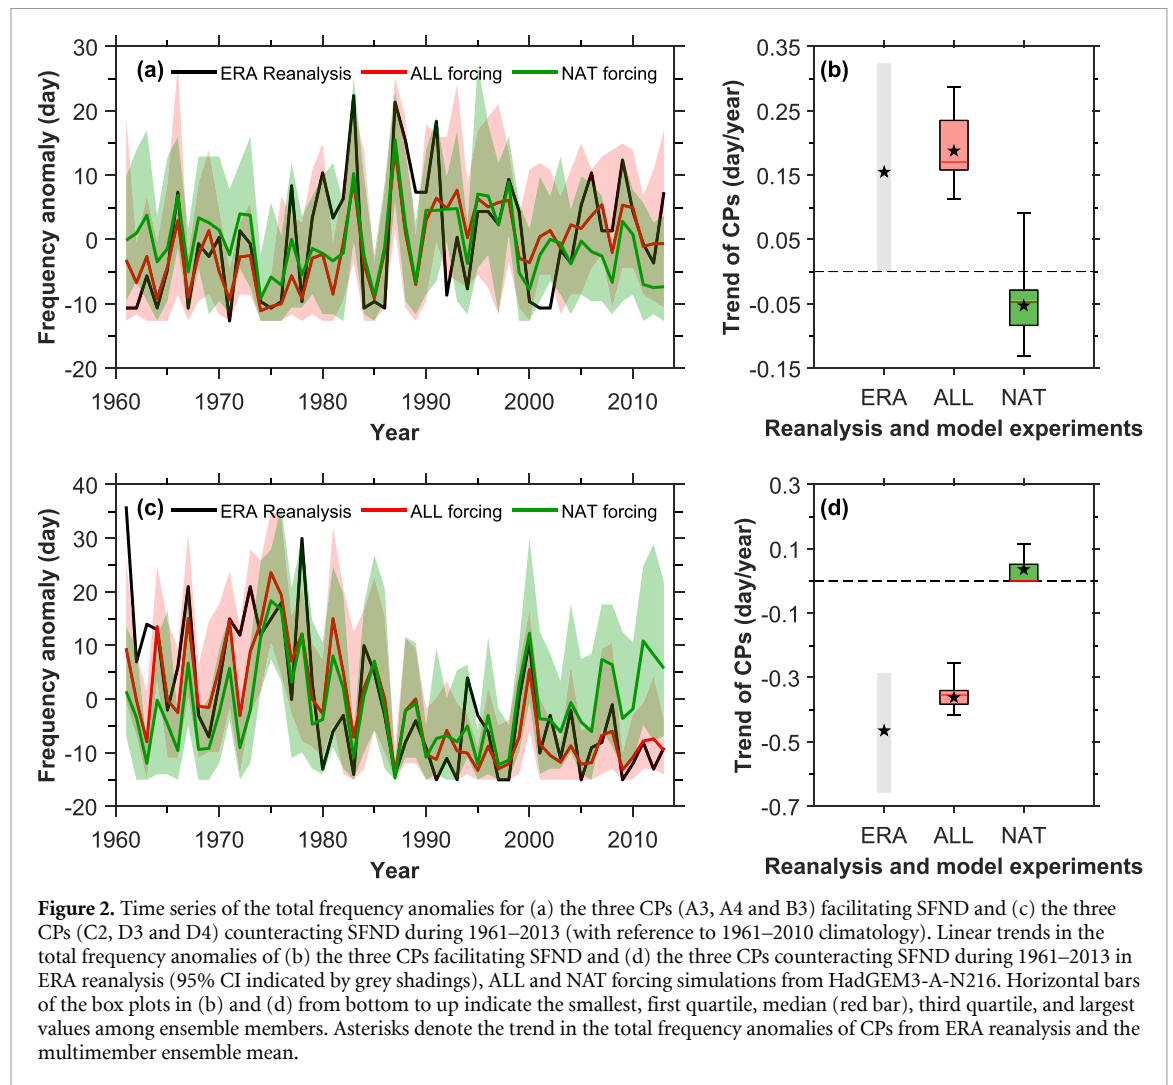 (a) ERA Reanalysis ALL forcing NAT forcing
Frequency anomaly (day)
30
20
10
0
-10
-20
1960 1970 1980 1990 2000 2010
Year
(b)
Trend of CPs (day/year)
0.35
0.25
0.15
0.05
-0.05
-0.15
ERA ALL NAT
Reanalysis and model experiments
(c) ERA Reanalysis ALL forcing NAT forcing
Frequency anomaly (day)
40
30
20
10
0
-10
-20
1960 1970 1980 1990 2000 2010
Year
(d)
Trend of CPs (day/year)
0.3
0.1
-0.1
-0.3
-0.5
-0.7
ERA ALL NAT
Reanalysis and model experiments
Figure 2. Time series of the total frequency anomalies for (a) the three CPs (A3, A4 and B3) facilitating SFND and (c) the three
CPs (C2, D3 and D4) counteracting SFND during 1961–2013 (with reference to 1961–2010 climatology). Linear trends in the
total frequency anomalies of (b) the three CPs facilitating SFND and (d) the three CPs counteracting SFND during 1961–2013 in
ERA reanalysis (95% CI indicated by grey shadings), ALL and NAT forcing simulations from HadGEM3-A-N216. Horizontal bars
of the box plots in (b) and (d) from bottom to up indicate the smallest, first quartile, median (red bar), third quartile, and largest
values among ensemble members. Asterisks denote the trend in the total frequency anomalies of CPs from ERA reanalysis and the
multimember ensemble mean.